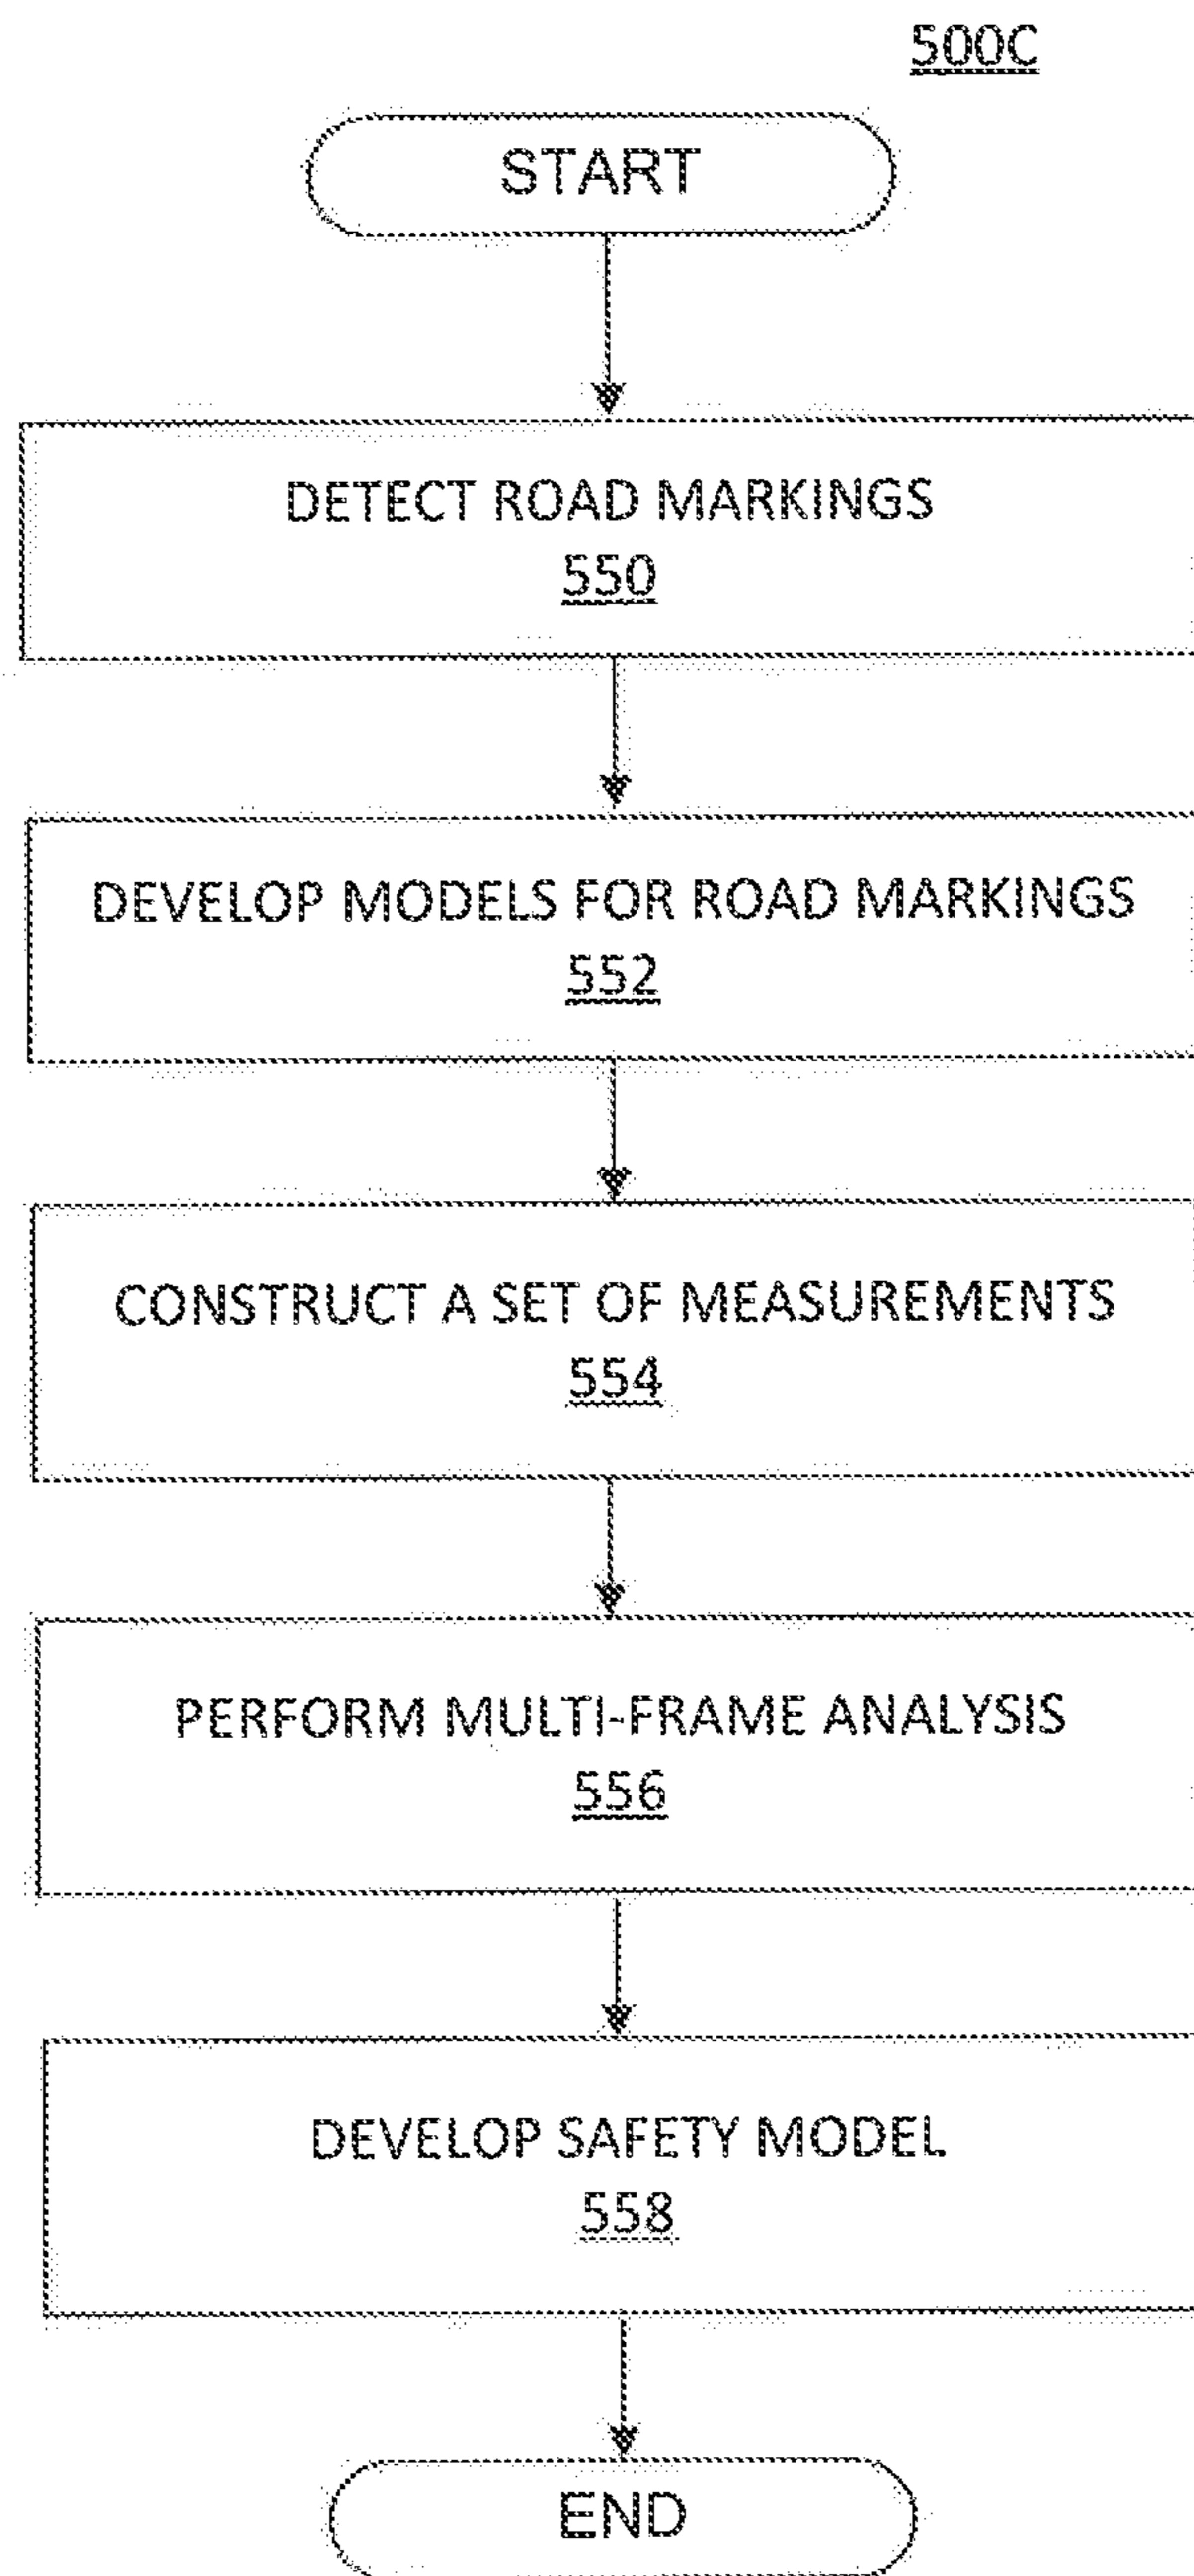 500C
START
DETECT ROAD MARKINGS
550
DEVELOP MODELS FOR ROAD MARKINGS
552
CONSTRUCT A SET OF MEASUREMENTS
554
PERFORM MULTI-FRAME ANALYSIS
556
DEVELOP SAFETY MODEL
558
END